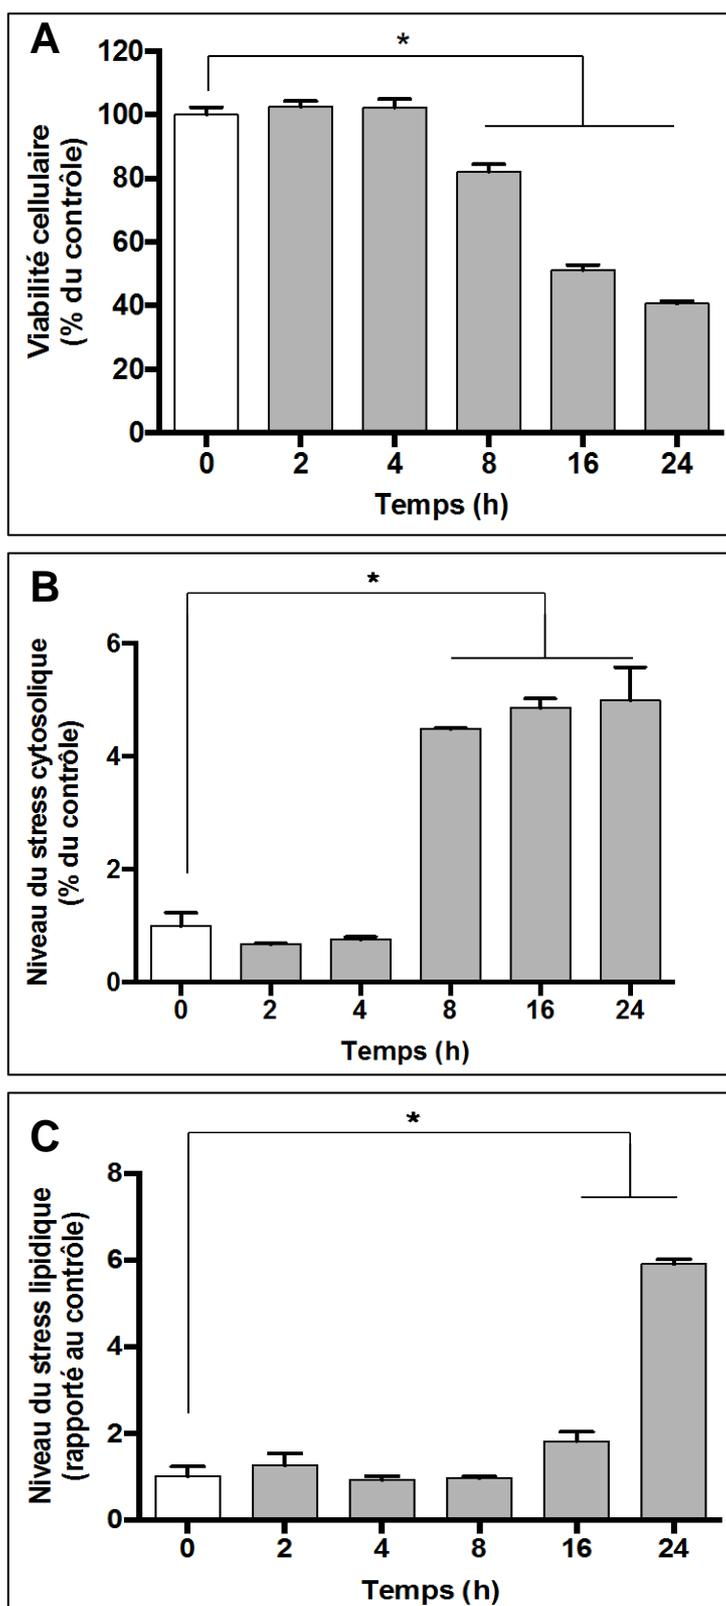 A
*
120
100
80
60
40
20
0
Viabilité cellulaire
(% du contrôle)
0 2 4 8 16 24
Temps (h)
B
*
6
4
2
0
Niveau du stress cytosolique
(% du contrôle)
0 2 4 8 16 24
Temps (h)
C
*
8
6
4
2
0
Niveau du stress lipidique
(rapporté au contrôle)
0 2 4 8 16 24
Temps (h)